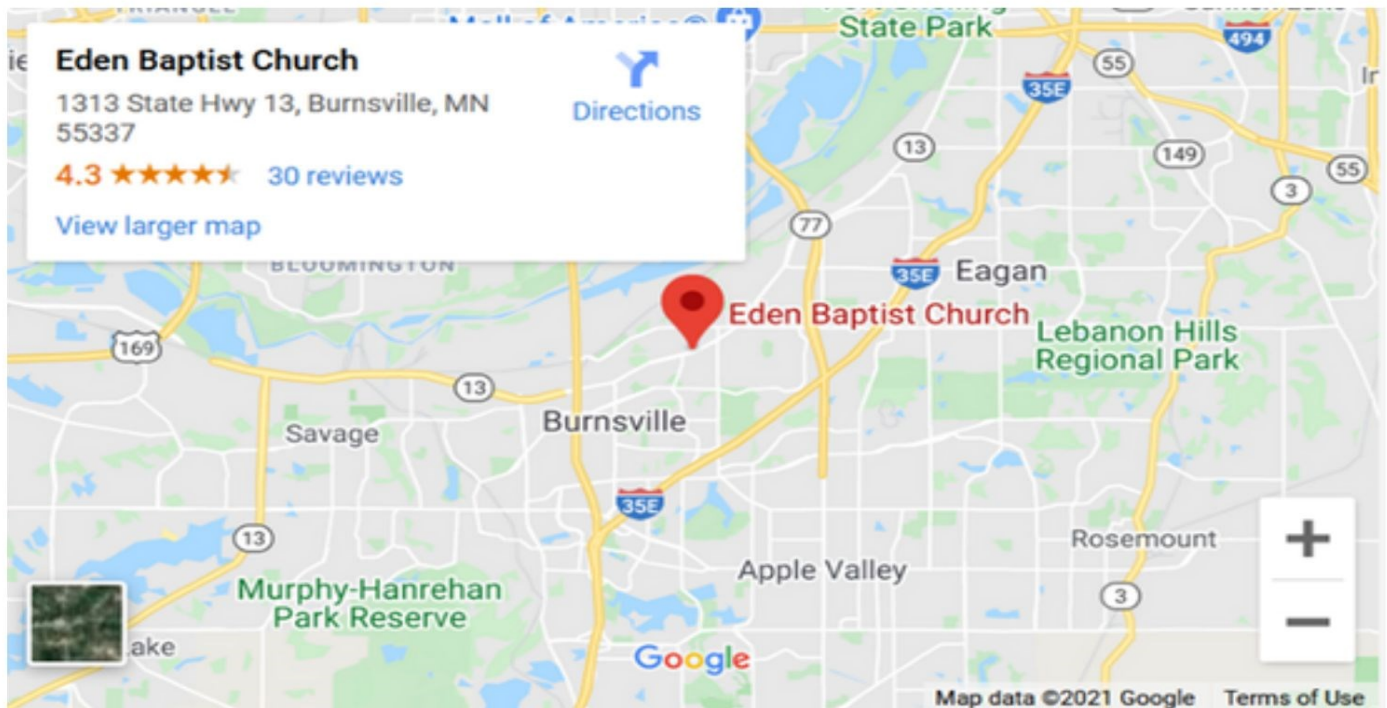 Eden Baptist Church
1313 State Hwy 13, Burnsville, MN
55337
4.3
30 reviews
View larger map
Directions
State Park
494
55
35E
13
149
55
3
77
BLOOMINGTON
35E
Eagan
Eden Baptist Church
Lebanon Hills
Regional Park
169
13
Burnsville
Savage
35E
13
Rosemount
Apple Valley
Murphy-Hanrehan
Park Reserve
3
ake
Google
Map data ©2021 Google
Terms of Use